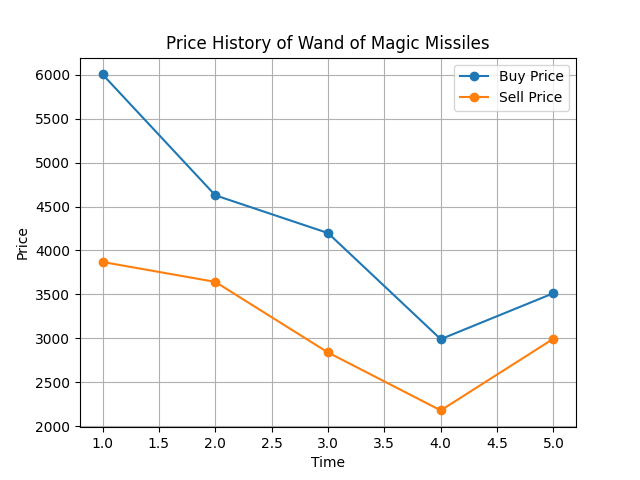 Price History of Wand of Magic Missiles
Buy Price
Sell Price
6000
5500
5000
4500
4000
3500
3000
2500
2000
Price
1.0 1.5 2.0 2.5 3.0 3.5 4.0 4.5 5.0
Time